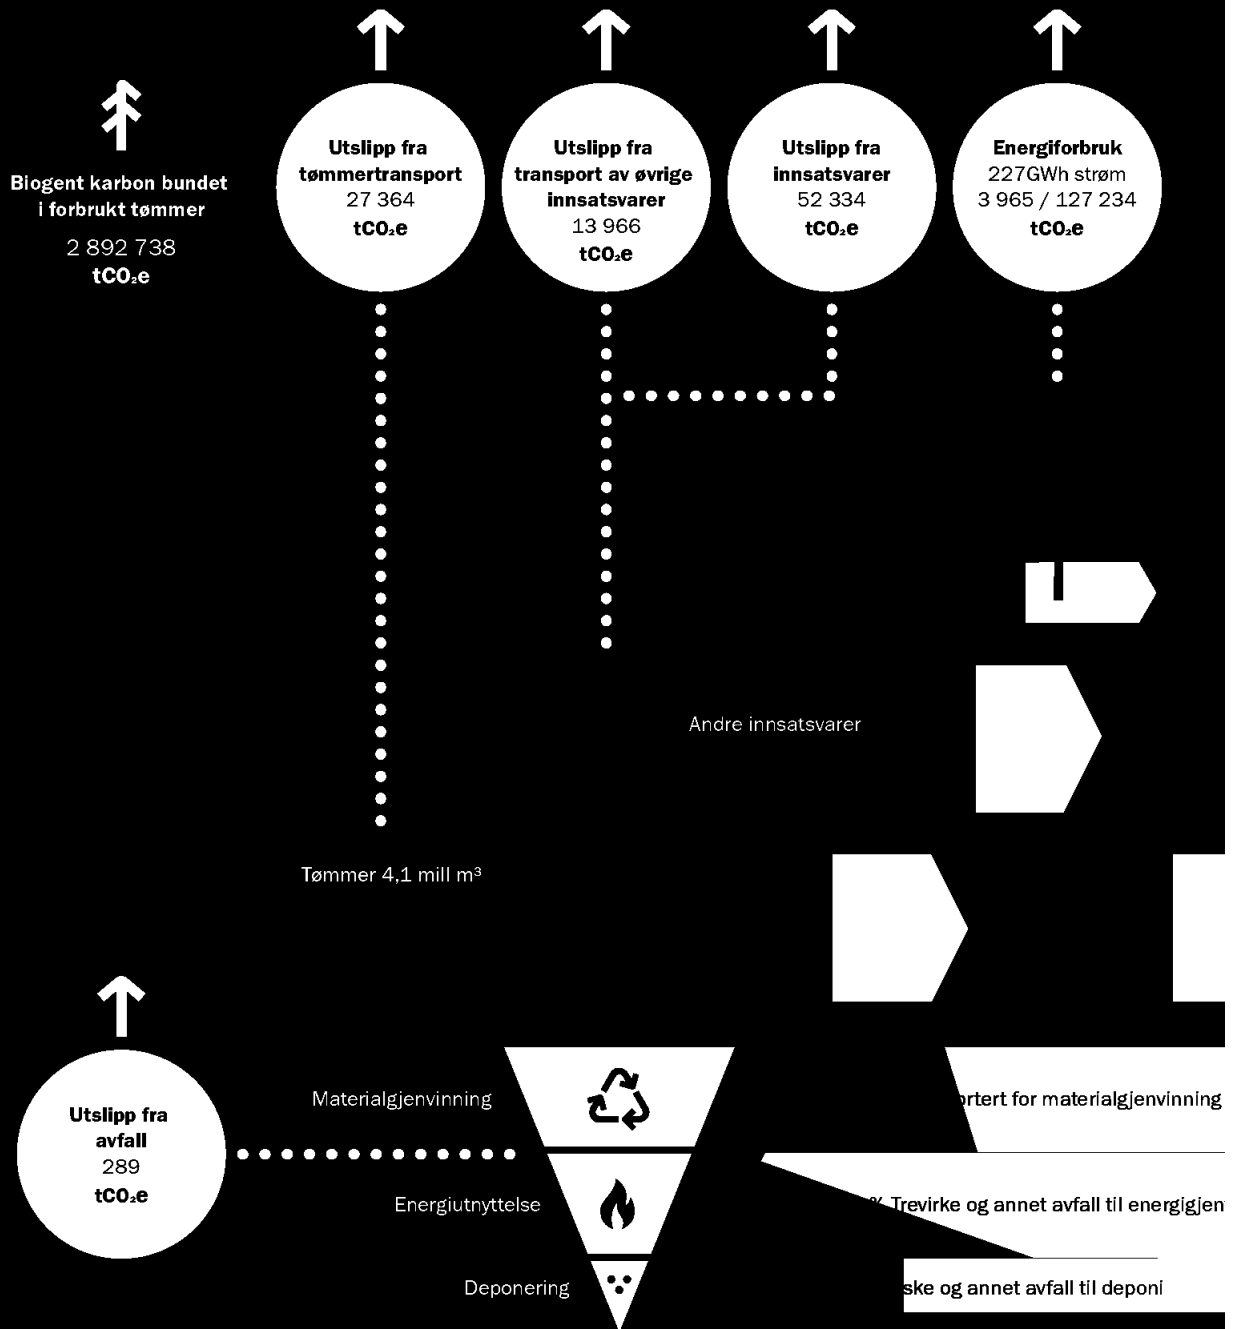 Biogent karbon bundet
i forbrukt tømmer
2 892 738
tCO₂e
Utslipp fra
tømmertransport
27 364
tCO₂e
Utslipp fra
transport av øvrige
innsatsvarer
13 966
tCO₂e
Utslipp fra
innsatsvarer
52 334
tCO₂e
Energiforbruk
227GWh strøm
3 965 / 127 234
tCO₂e
Andre innsatsvarer
Tømmer 4,1 mill m³
Utslipp fra
avfall
289
tCO₂e
Materialgjenvinning
Energiutnyttelse
Deponering
for materialgjenvinning
% Trevirke og annet avfall til
og annet avfall til deponi